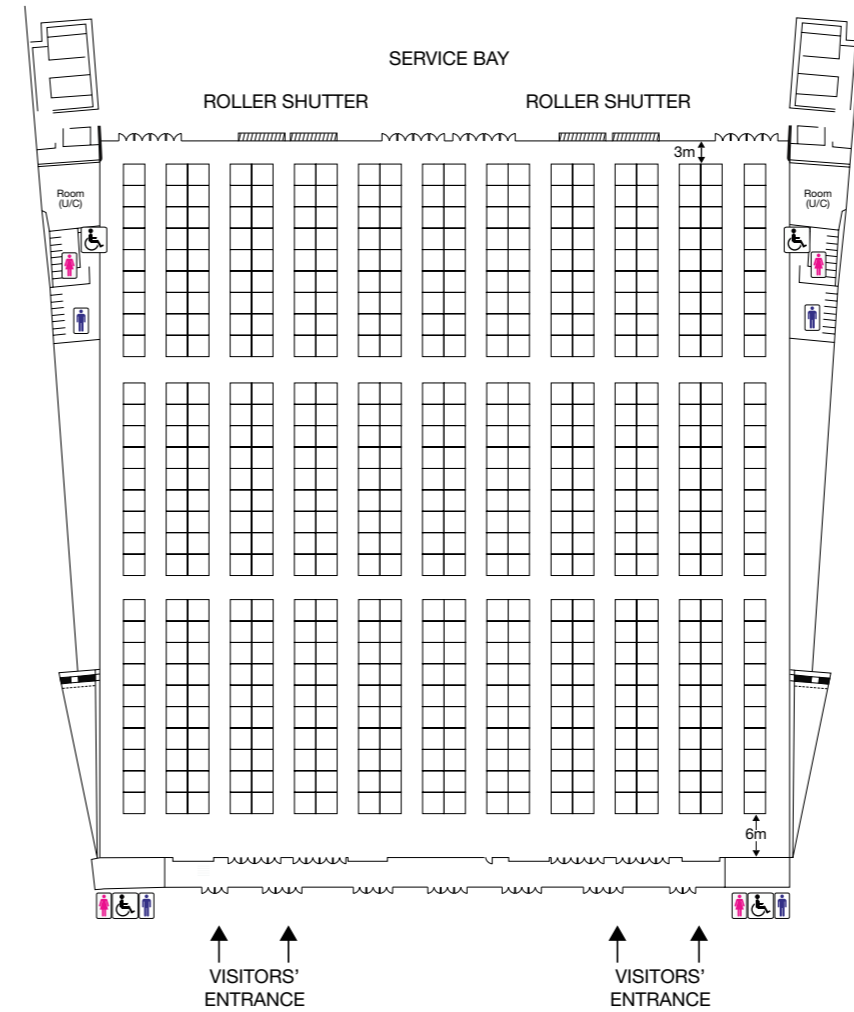 SERVICE BAY
ROLLER SHUTTER
ROLLER SHUTTER
3m
Room
(U/C)
Room
(U/C)
6m
VISITORS'
ENTRANCE
VISITORS'
ENTRANCE